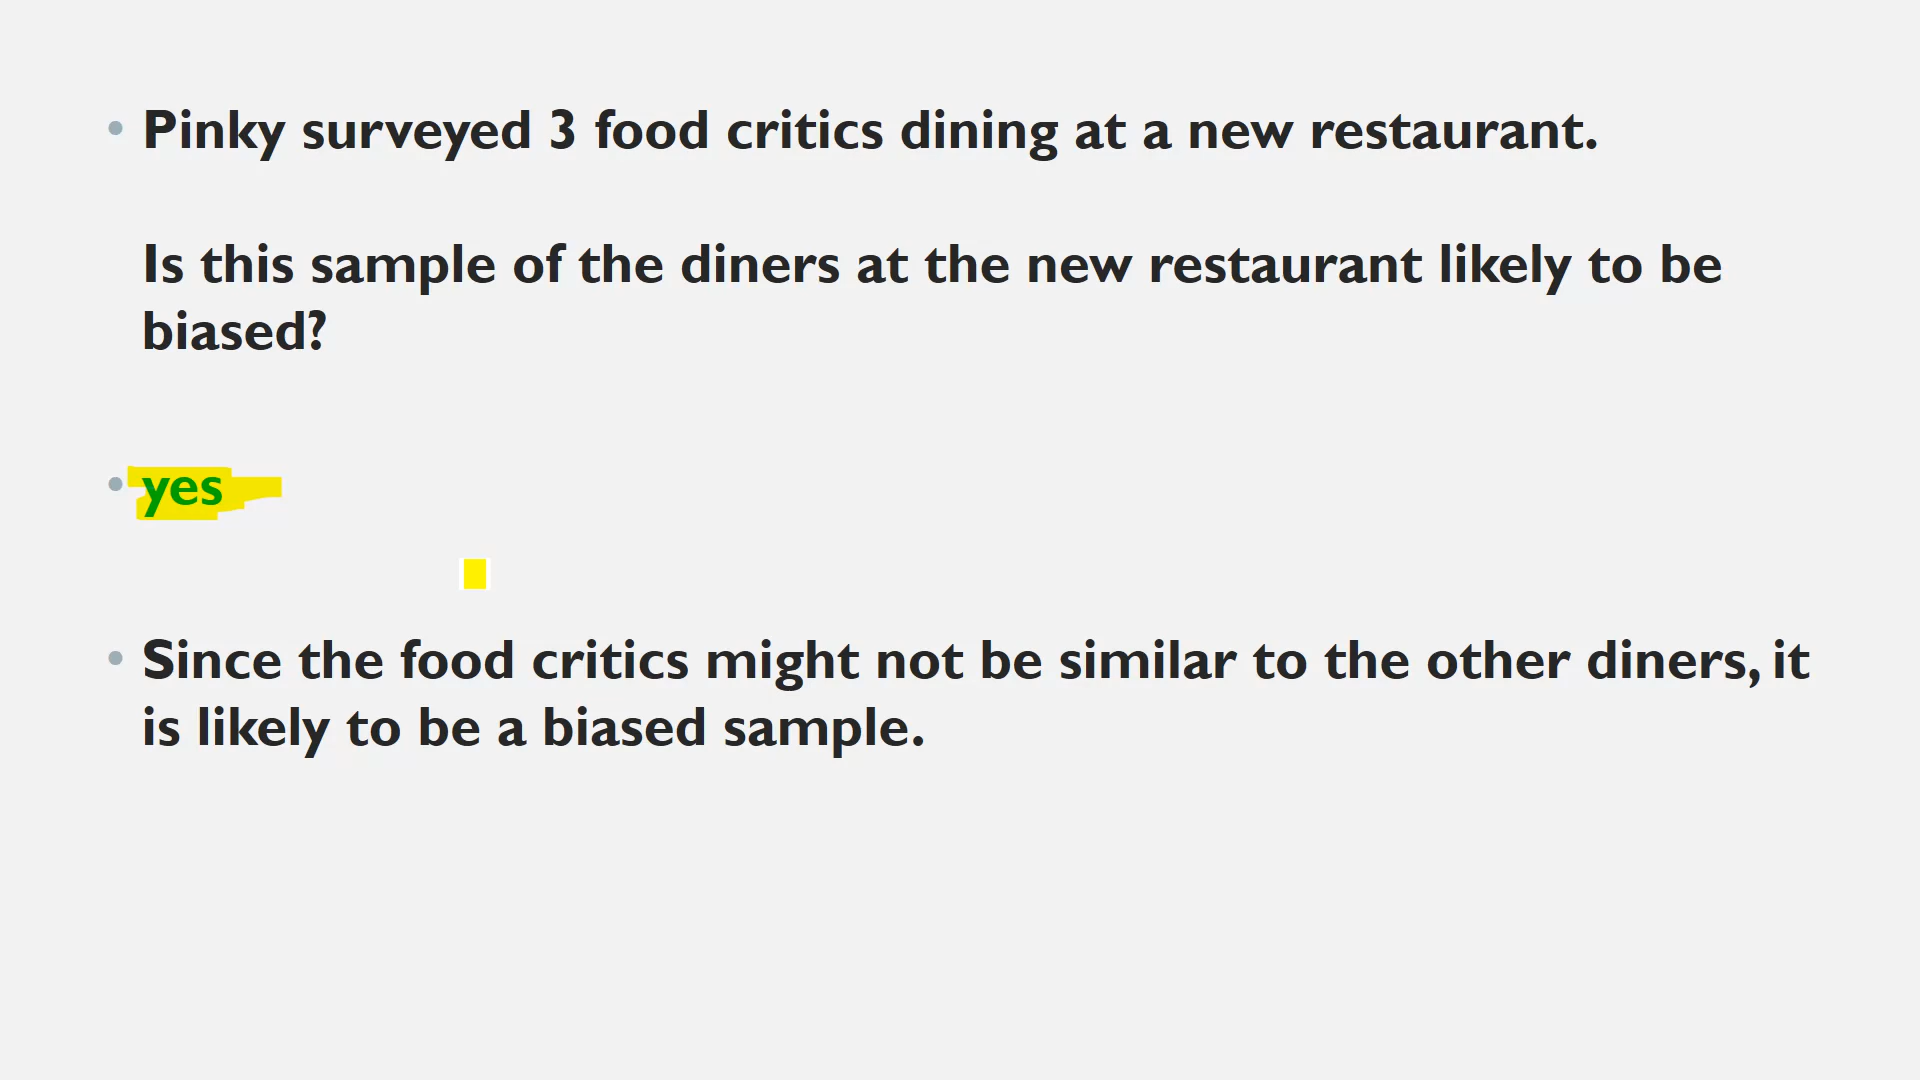 • Pinky surveyed 3 food critics dining at a new restaurant.
Is this sample of the diners at the new restaurant likely to be
biased?
• yes
• Since the food critics might not be similar to the other diners, it
is likely to be a biased sample.